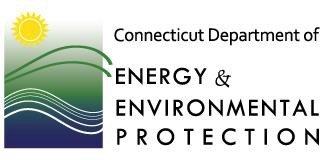 Connecticut Department of
ENERGY &
ENVIRONMENTAL
PROTECTION